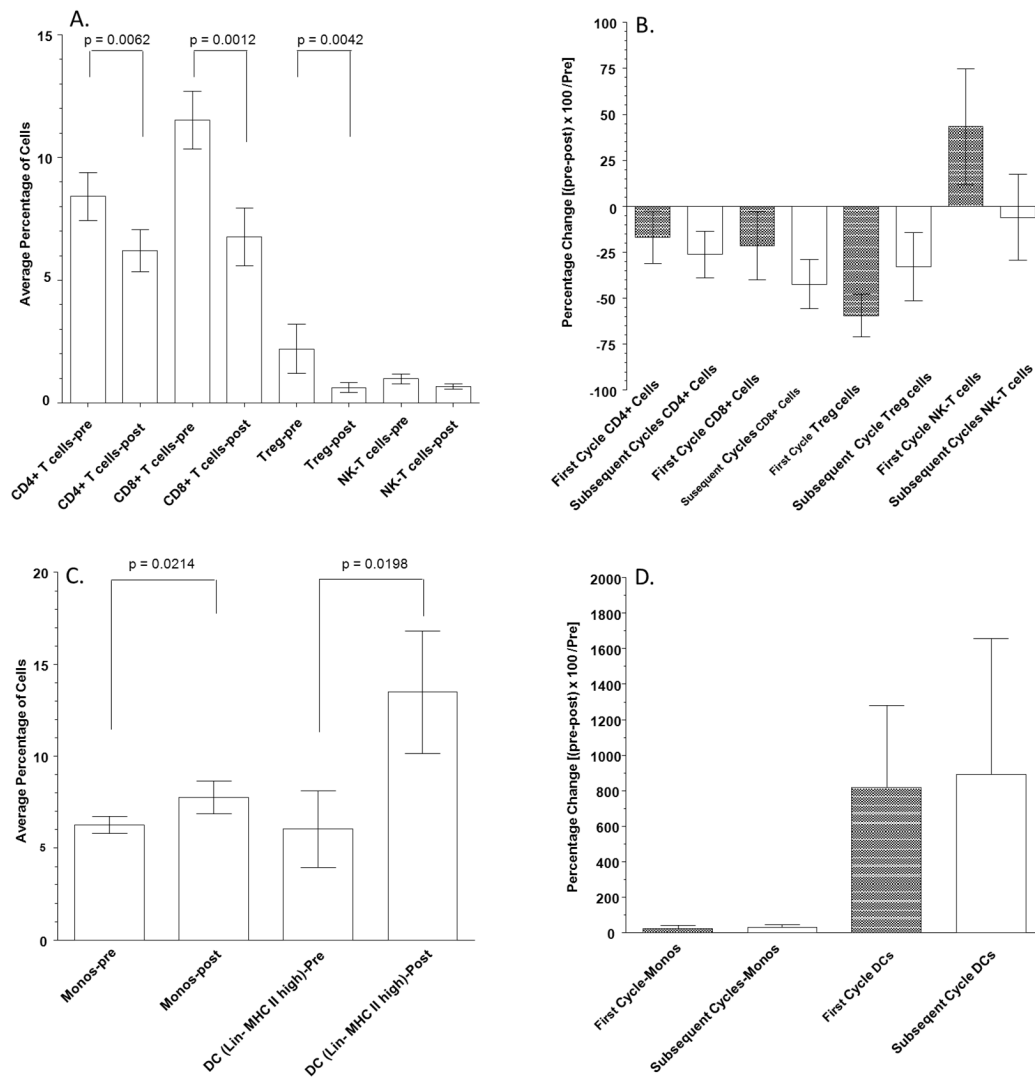 A.
p = 0.0062
p = 0.0012
p = 0.0042
15
10
5
0
Average Percentage of Cells
CD4+ T cells-pre
CD4+ T cells-post
CD8+ T cells-pre
CD8+ T cells-post
Treg-pre
Treg-post
NK-T cells-pre
NK-T cells-post
B.
100
75
50
25
0
-25
-50
-75
-100
Percentage Change [(pre-post) x 100 /Pre]
First Cycle CD4+ Cells
Subsequent Cycles CD4+ Cells
First Cycle CD8+ Cells
Susequent Cycles CD8+ Cells
First Cycle Treg cells
Subsequent Cycle Treg cells
First Cycle NK-T cells
Subsequent Cycles NK-T cells
C.
p = 0.0214
p = 0.0198
20
15
10
5
0
Average Percentage of Cells
Monos-pre
Monos-post
DC (Lin- MHC II high)-Pre
DC (Lin- MHC II high)-Post
D.
2000
1800
1600
1400
1200
1000
800
600
400
200
0
Percentage Change [(pre-post) x 100 /Pre]
First Cycle-Monos
Subsequent Cycles-Monos
First Cycle DCs
Subsequent Cycle DCs